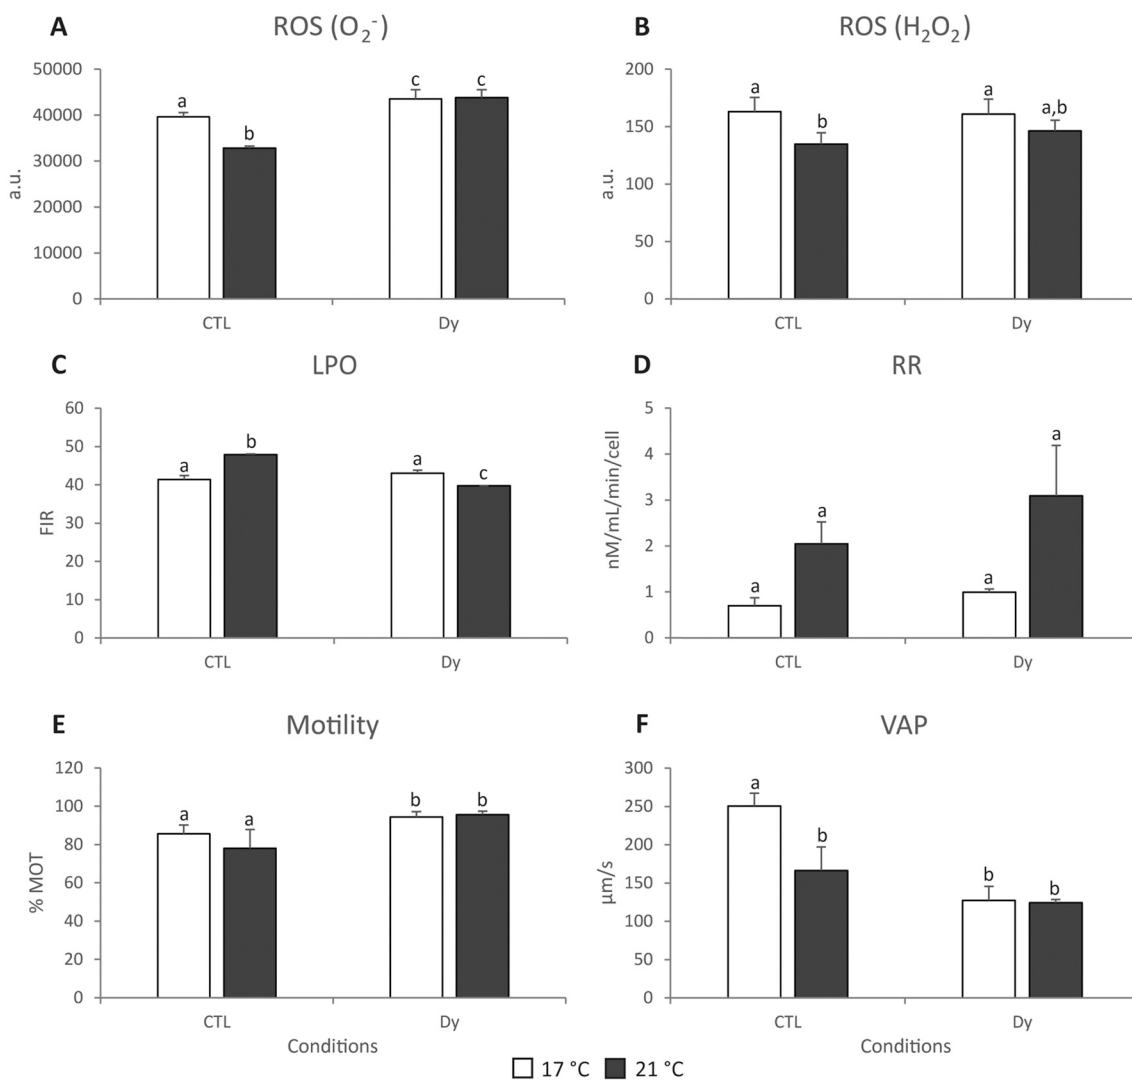 A ROS (O₂⁻)
50000
40000
30000
20000
10000
0
a.u.
a
b
c
c
CTL
Dy
B ROS (H₂O₂)
200
150
100
50
0
a.u.
a
b
a
a,b
CTL
Dy
C LPO
60
50
40
30
20
10
0
FIR
a
b
a
c
CTL
Dy
D RR
5
4
3
2
1
0
nM/mL/min/cell
a
a
a
a
CTL
Dy
E Motility
120
100
80
60
40
20
0
% MOT
a
a
b
b
CTL
Dy
Conditions
F VAP
300
250
200
150
100
50
0
µm/s
a
b
b
b
CTL
Dy
Conditions
17 °C 21 °C